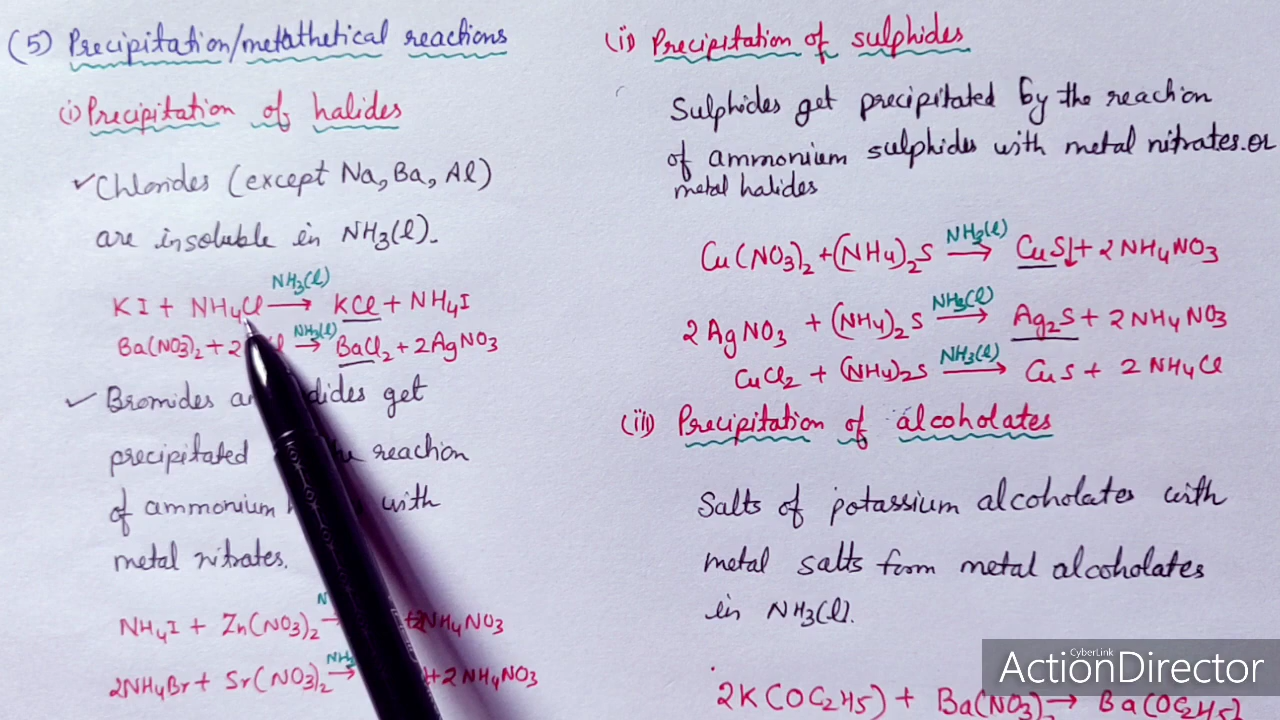 (5) Precipitation/metathetical reactions
(i) Precipitation of halides
✓Chlorides (except Na, Ba, Al)
are insoluble in NH3(l).
NH3(l)
KI + NH4Cl → KCl + NH4I
NH3(l)
Ba(NO3)2 + 2 → BaCl2 + 2AgNO3
✓ Bromides get
precipitated reaction
of ammonium with
metal nitrates.
NH4I + Zn(NO3)2 → +2NH4NO3
2NH4Br + Sr(NO3)2 → + 2 NH4NO3
(ii) Precipitation of sulphides
Sulphides get precipitated by the reaction
of ammonium sulphides with metal nitrates.or
metal halides
NH3(l)
Cu(NO3)2 + (NH4)2S → CuS↓ + 2NH4NO3
NH3(l)
2AgNO3 + (NH4)2S → Ag2S + 2NH4NO3
NH3(l)
CuCl2 + (NH4)2S → CuS + 2NH4Cl
(iii) Precipitation of alcoholates
Salts of potassium alcoholates with
metal salts form metal alcoholates
in NH3(l).
2K(OC2H5) + Ba(NO3) → Ba(OC2H5)
CyberLink
ActionDirector